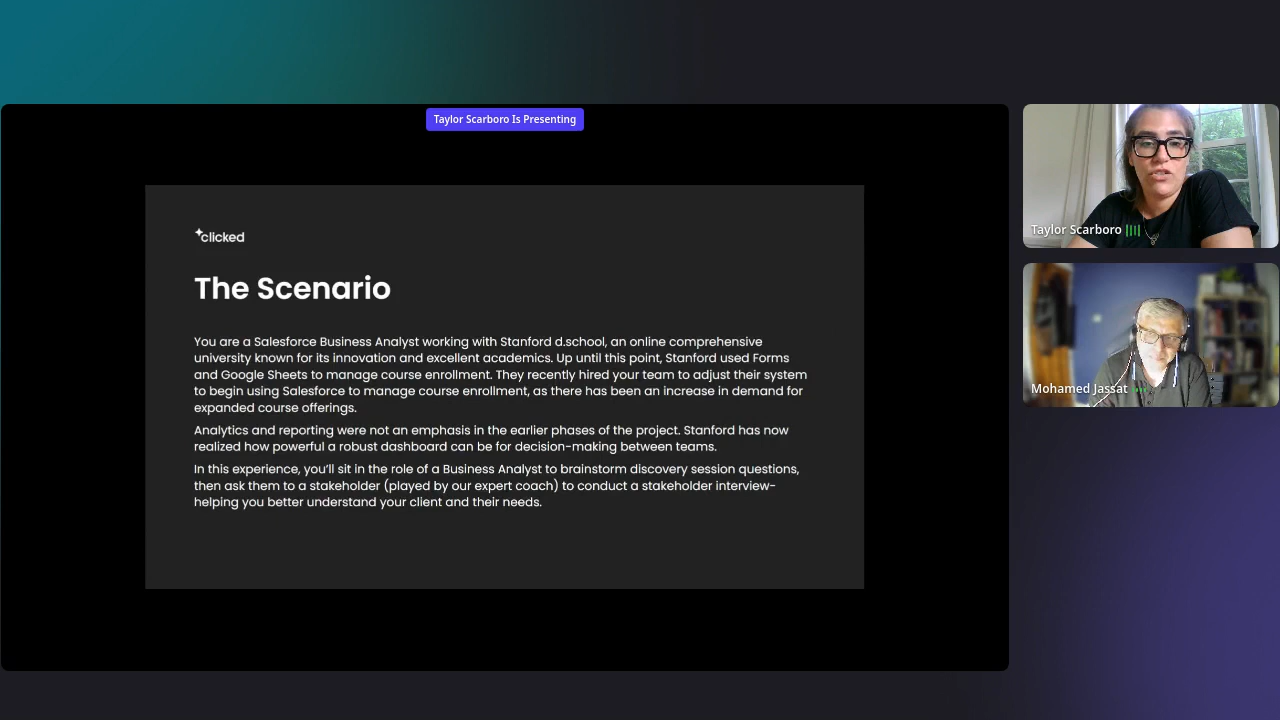 Taylor Scarboro Is Presenting
clicked
The Scenario
You are a Salesforce Business Analyst working with Stanford d.school, an online comprehensive
university known for its innovation and excellent academics. Up until this point, Stanford used Forms
and Google Sheets to manage course enrollment. They recently hired your team to adjust their system
to begin using Salesforce to manage course enrollment, as there has been an increase in demand for
expanded course offerings.
Analytics and reporting were not an emphasis in the earlier phases of the project. Stanford has now
realized how powerful a robust dashboard can be for decision-making between teams.
In this experience, you’ll sit in the role of a Business Analyst to brainstorm discovery session questions,
then ask them to a stakeholder (played by our expert coach) to conduct a stakeholder interview-
helping you better understand your client and their needs.
Taylor Scarboro
Mohamed Jassat